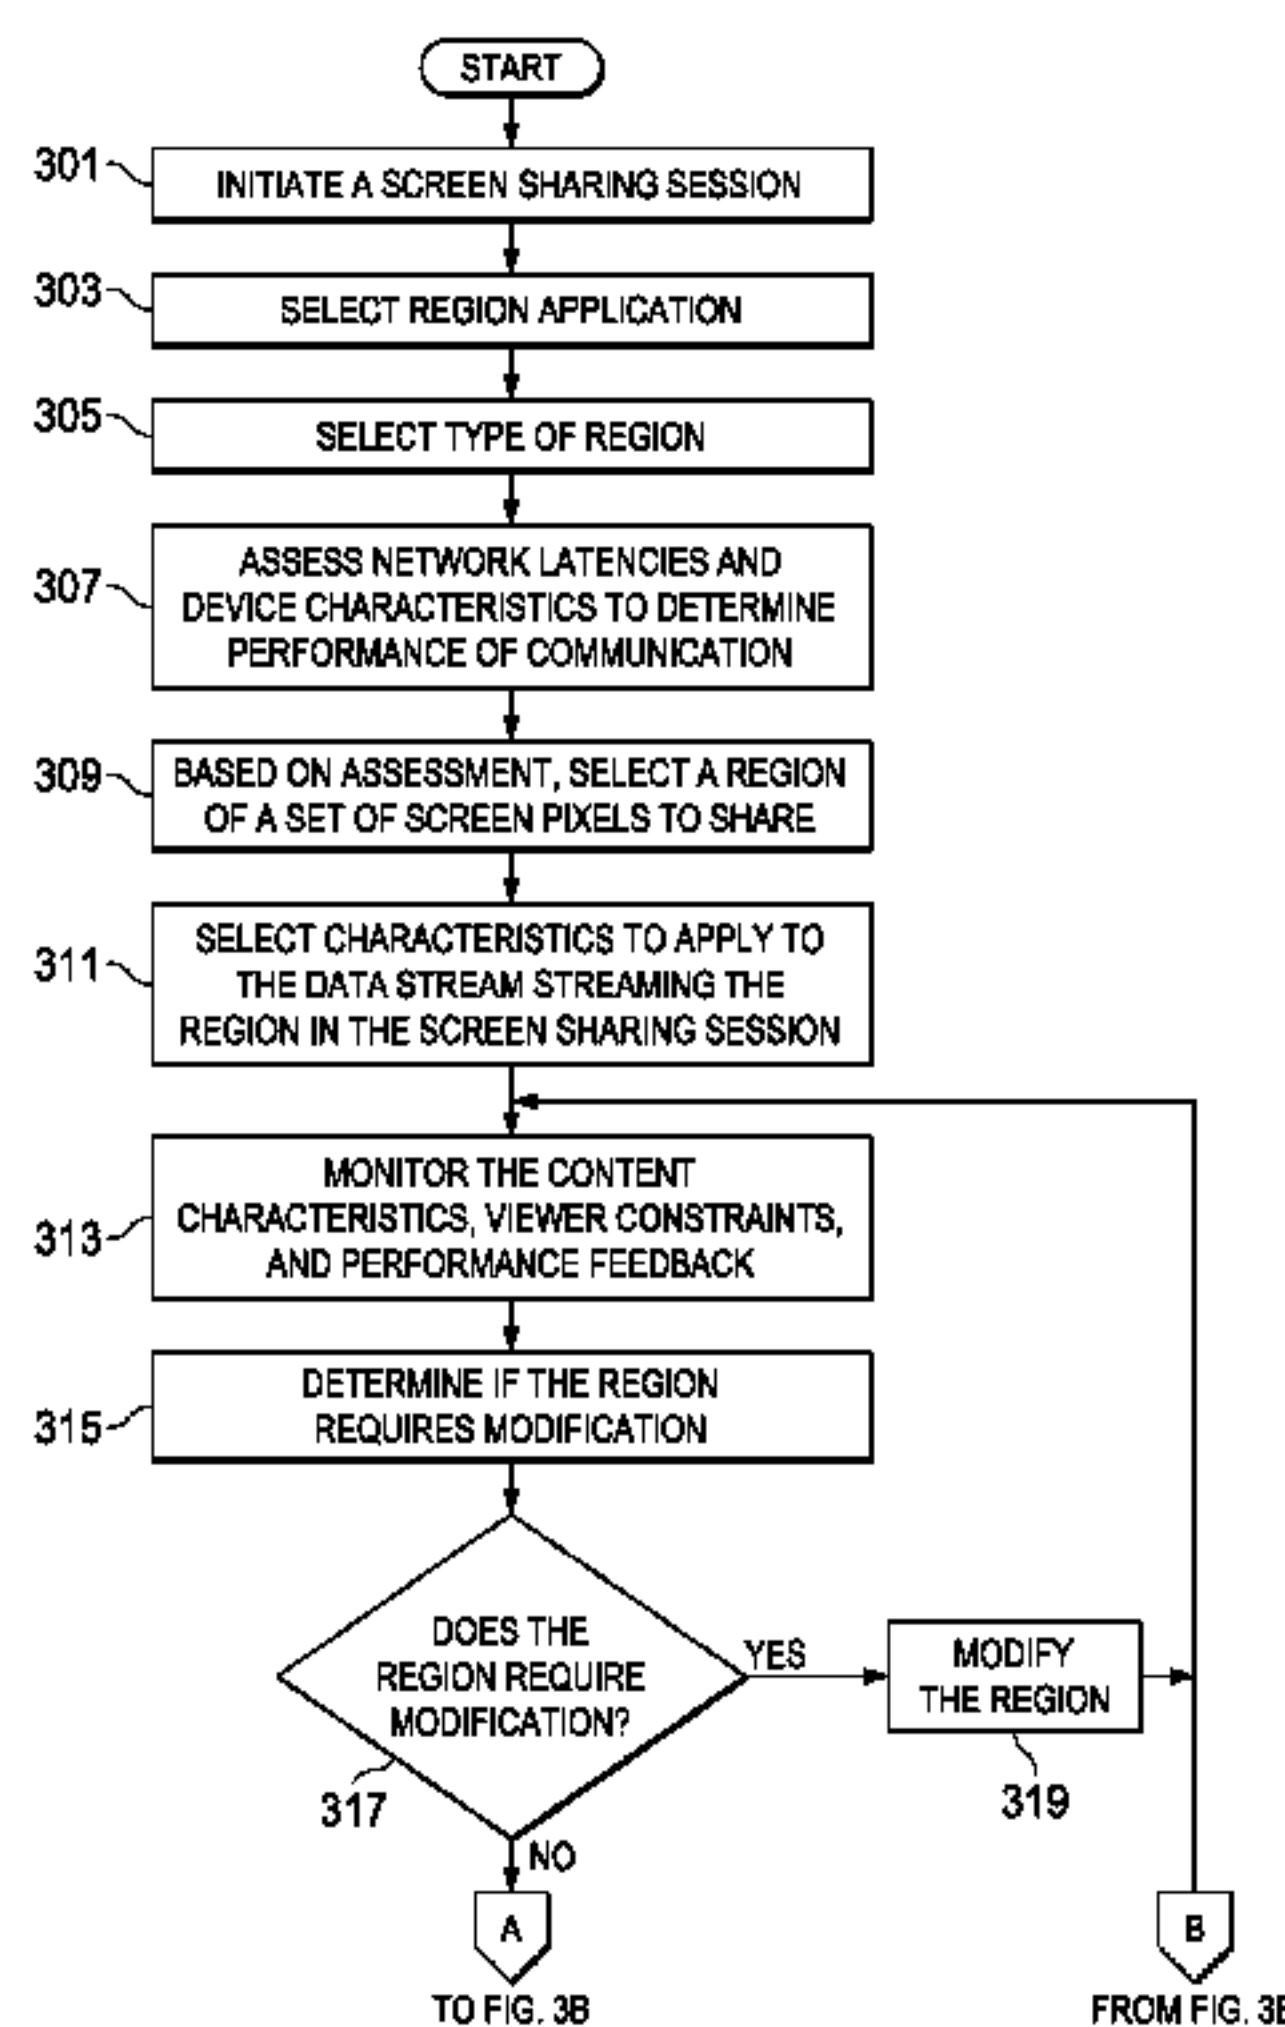 START
301
INITIATE A SCREEN SHARING SESSION
303
SELECT REGION APPLICATION
305
SELECT TYPE OF REGION
307
ASSESS NETWORK LATENCIES AND
DEVICE CHARACTERISTICS TO DETERMINE
PERFORMANCE OF COMMUNICATION
309
BASED ON ASSESSMENT, SELECT A REGION
OF A SET OF SCREEN PIXELS TO SHARE
311
SELECT CHARACTERISTICS TO APPLY TO
THE DATA STREAM STREAMING THE
REGION IN THE SCREEN SHARING SESSION
313
MONITOR THE CONTENT
CHARACTERISTICS, VIEWER CONSTRAINTS,
AND PERFORMANCE FEEDBACK
315
DETERMINE IF THE REGION
REQUIRES MODIFICATION
DOES THE
REGION REQUIRE
MODIFICATION?
317
YES
MODIFY
THE REGION
319
NO
A
TO FIG. 3B
B
FROM FIG.